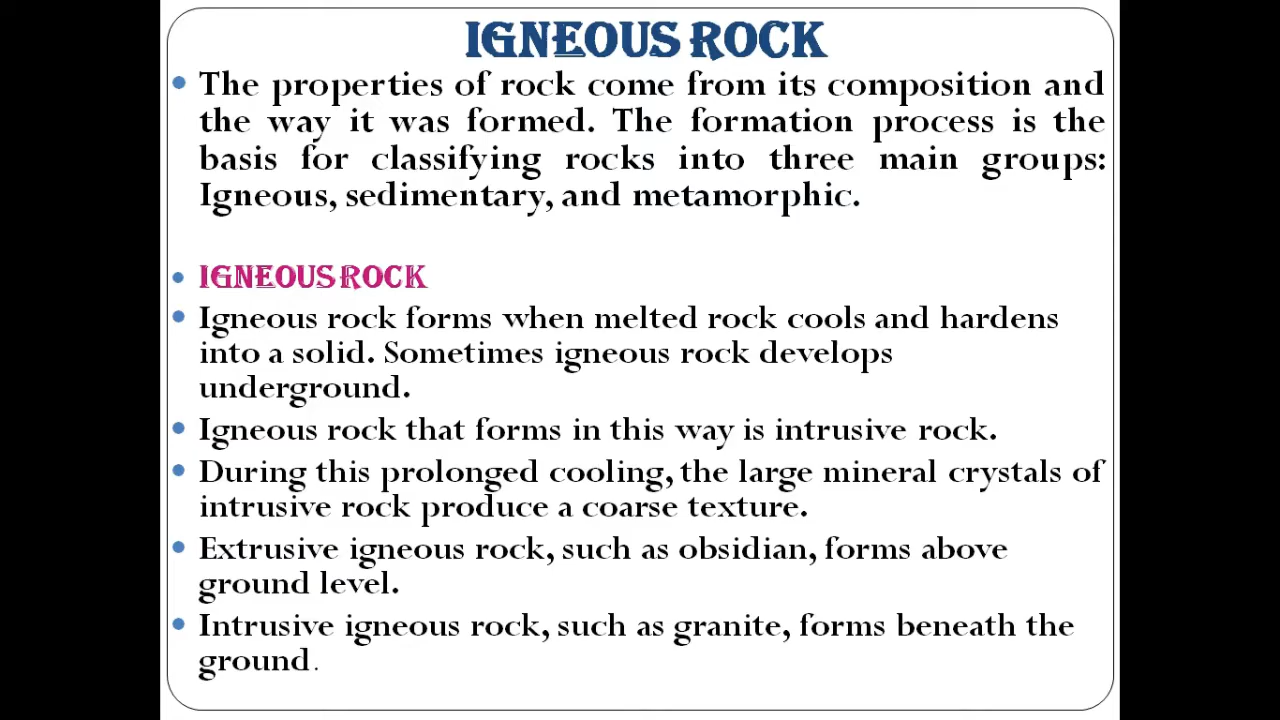 IGNEOUS ROCK
• The properties of rock come from its composition and
the way it was formed. The formation process is the
basis for classifying rocks into three main groups:
Igneous, sedimentary, and metamorphic.
• IGNEOUS ROCK
• Igneous rock forms when melted rock cools and hardens
into a solid. Sometimes igneous rock develops
underground.
• Igneous rock that forms in this way is intrusive rock.
• During this prolonged cooling, the large mineral crystals of
intrusive rock produce a coarse texture.
• Extrusive igneous rock, such as obsidian, forms above
ground level.
• Intrusive igneous rock, such as granite, forms beneath the
ground.